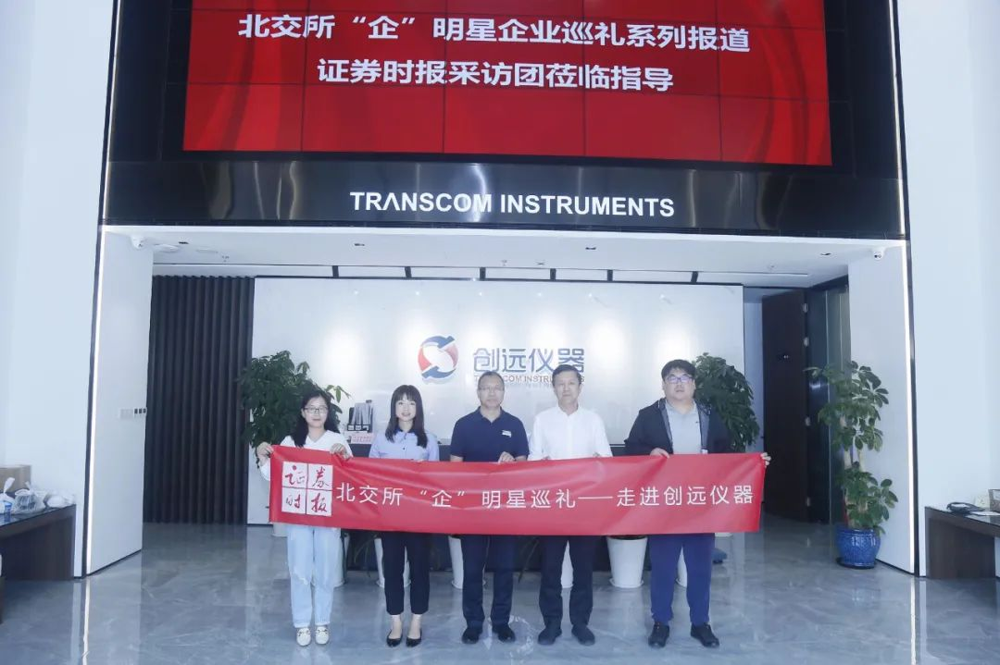 北交所“企”明星企业巡礼系列报道
证券时报采访团莅临指导
TRANSCOM INSTRUMENTS
创远仪器
TRANSCOM INSTRUMENTS
证券
时报
北交所“企”明星巡礼——走进创远仪器